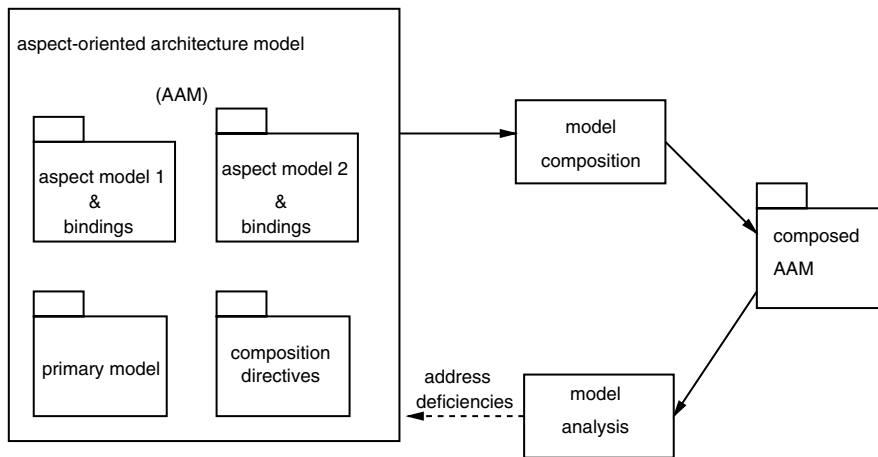 aspect-oriented architecture model
(AAM)
aspect model 1
&
bindings
aspect model 2
&
bindings
primary model
composition
directives
model
composition
composed
AAM
model
analysis
address
deficiencies